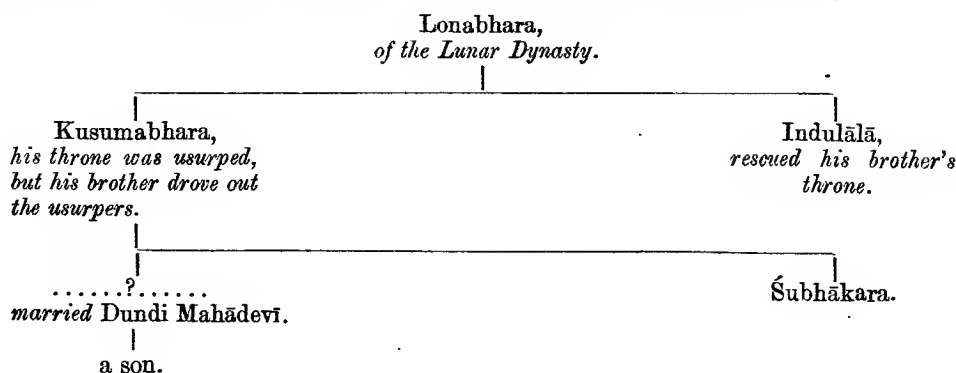 Lonabhara,
of the Lunar Dynasty.
Kusumabhara,
his throne was usurped,
but his brother drove out
the usurpers.
Indulālā,
rescued his brother's
throne.
......?......
married Dundi Mahādevī.
Śubhākara.
a son.